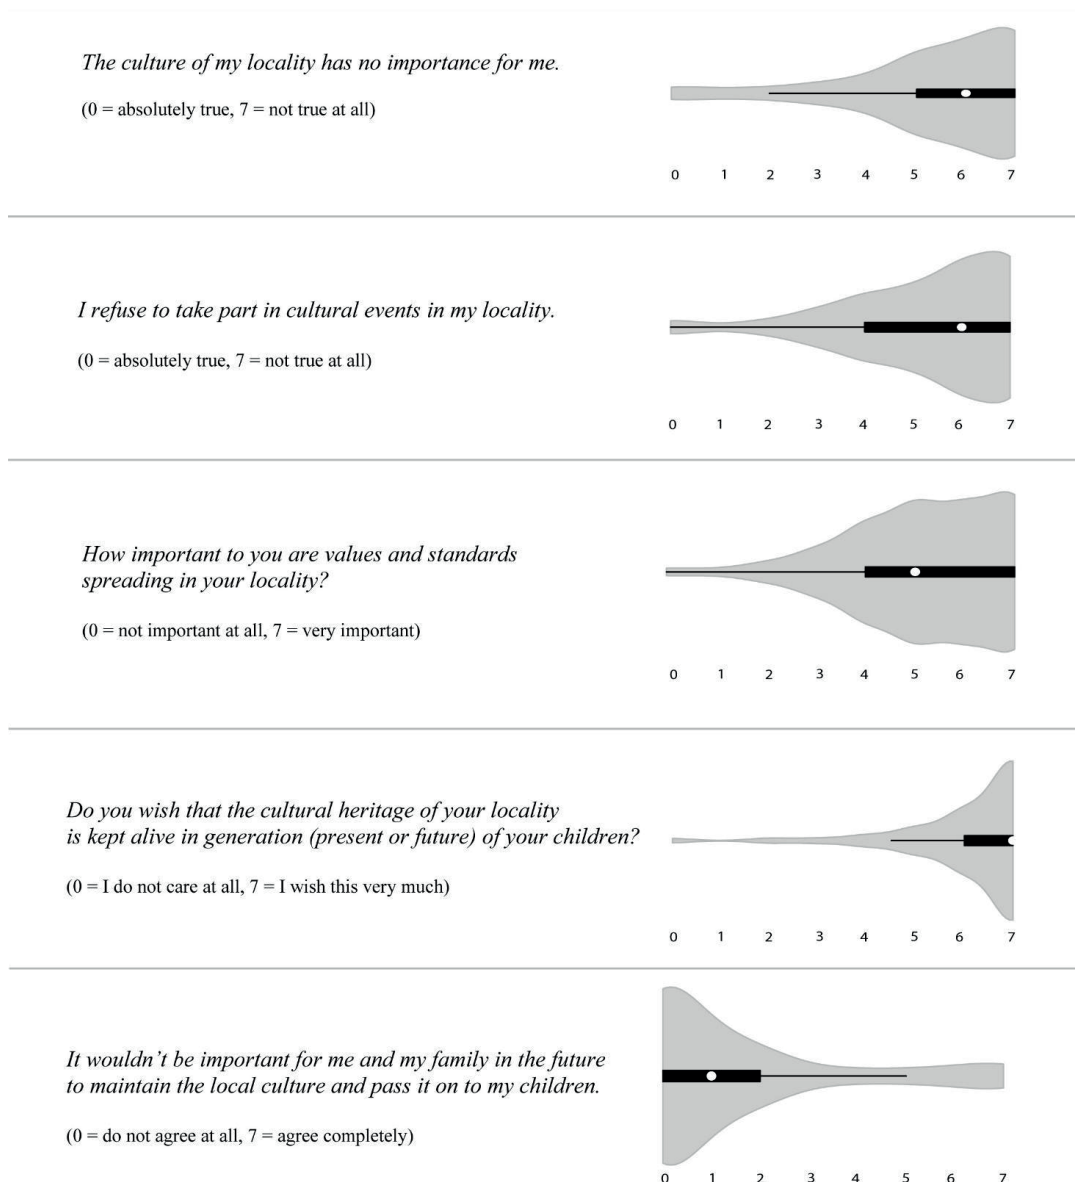 The culture of my locality has no importance for me.
(0 = absolutely true, 7 = not true at all)
0 1 2 3 4 5 6 7
I refuse to take part in cultural events in my locality.
(0 = absolutely true, 7 = not true at all)
0 1 2 3 4 5 6 7
How important to you are values and standards
spreading in your locality?
(0 = not important at all, 7 = very important)
0 1 2 3 4 5 6 7
Do you wish that the cultural heritage of your locality
is kept alive in generation (present or future) of your children?
(0 = I do not care at all, 7 = I wish this very much)
0 1 2 3 4 5 6 7
It wouldn’t be important for me and my family in the future
to maintain the local culture and pass it on to my children.
(0 = do not agree at all, 7 = agree completely)
0 1 2 3 4 5 6 7